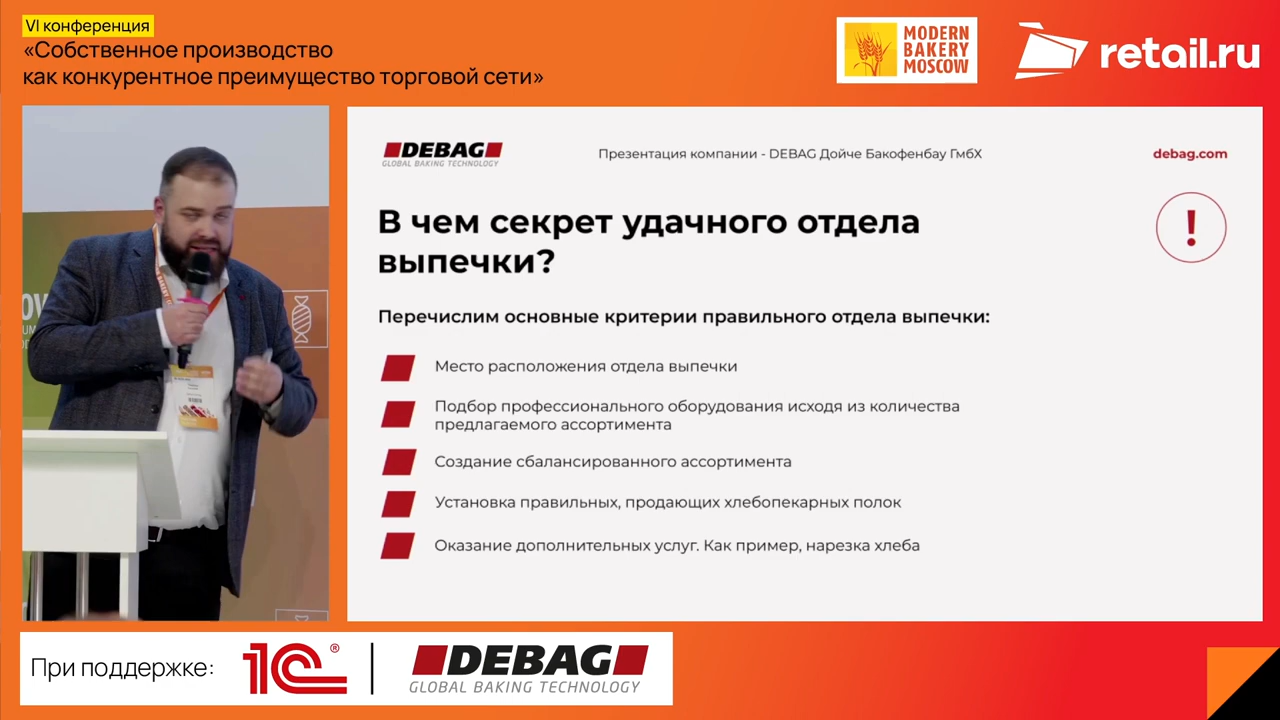 VI конференция
«Собственное производство
как конкурентное преимущество торговой сети»
MODERN
BAKERY
MOSCOW
retail.ru
DEBAG
GLOBAL BAKING TECHNOLOGY
Презентация компании - DEBAG Дойче Бакофенбау ГмбХ
debag.com
В чем секрет удачного отдела
выпечки?
!
Перечислим основные критерии правильного отдела выпечки:
Место расположения отдела выпечки
Подбор профессионального оборудования исходя из количества
предлагаемого ассортимента
Создание сбалансированного ассортимента
Установка правильных, продающих хлебопекарных полок
Оказание дополнительных услуг. Как пример, нарезка хлеба
При поддержке:
1С®
DEBAG
GLOBAL BAKING TECHNOLOGY